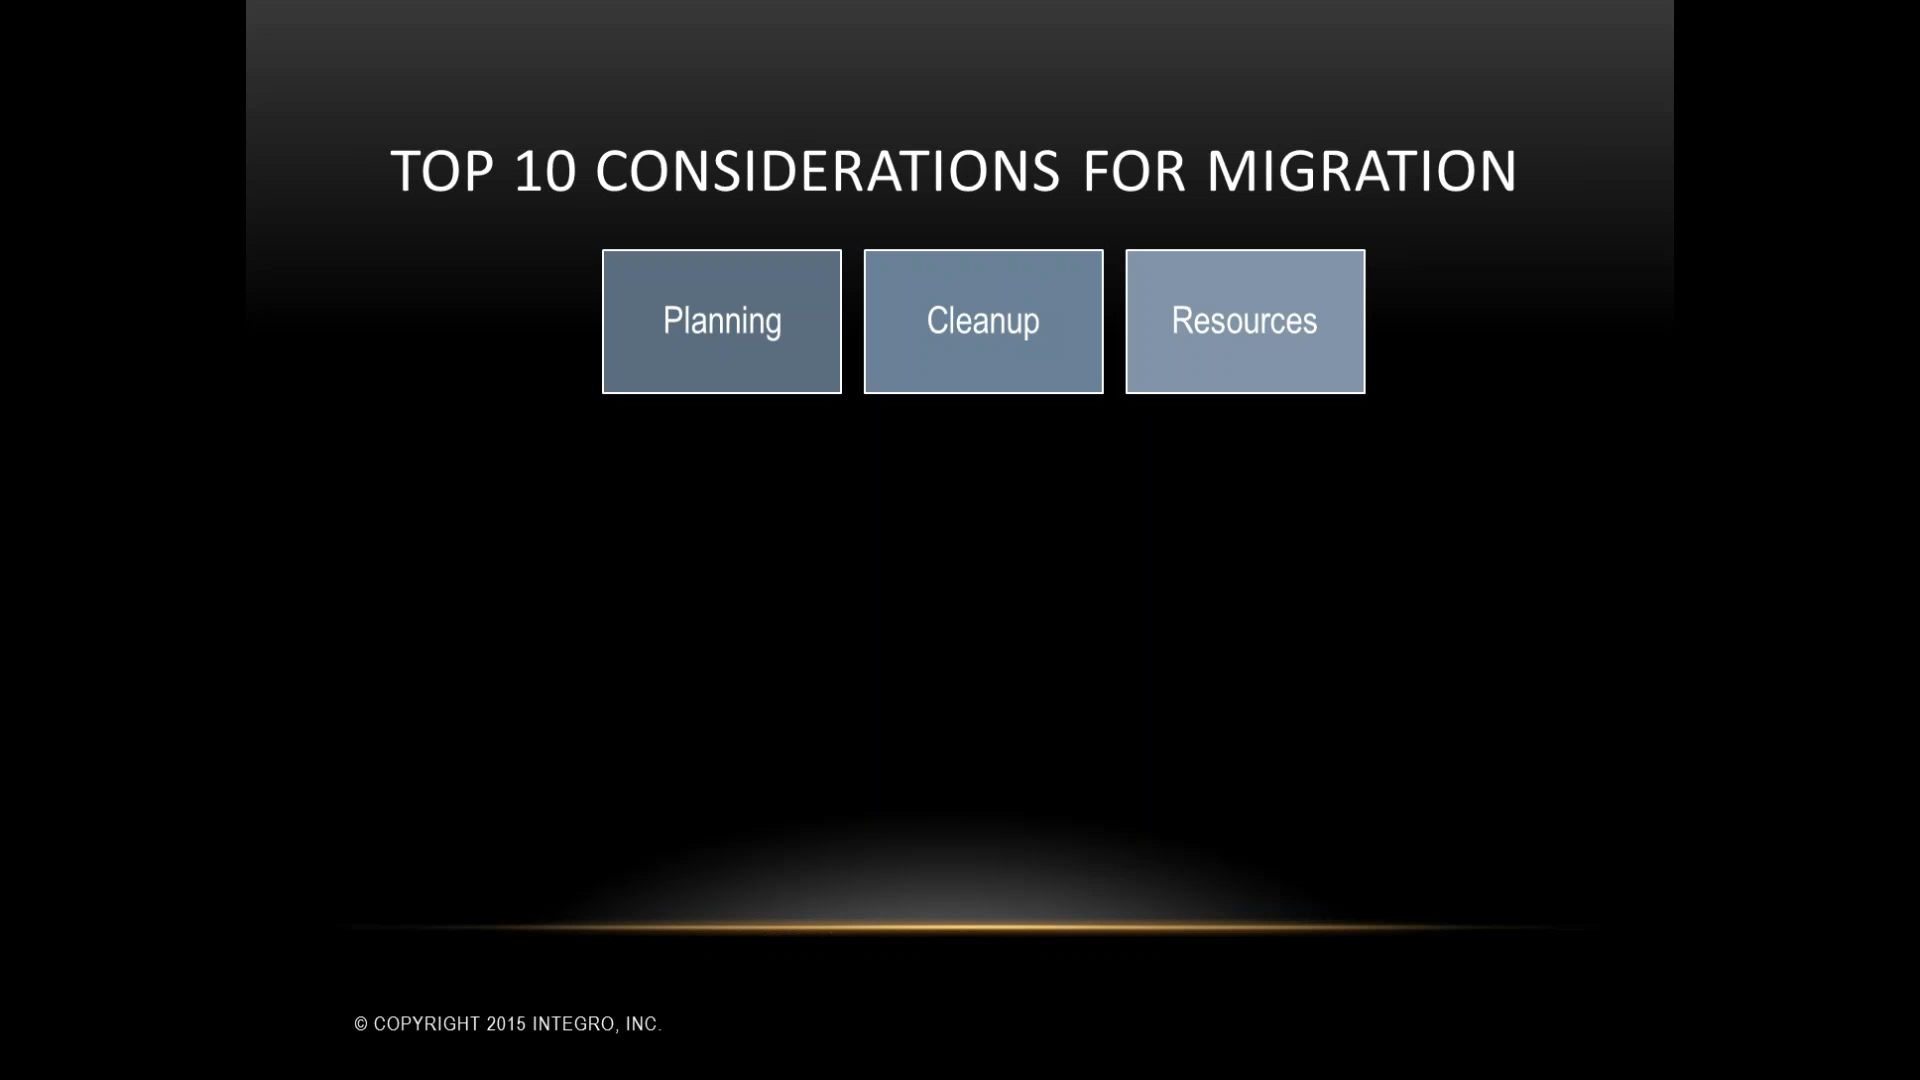 TOP 10 CONSIDERATIONS FOR MIGRATION
Planning
Cleanup
Resources
© COPYRIGHT 2015 INTEGRO, INC.